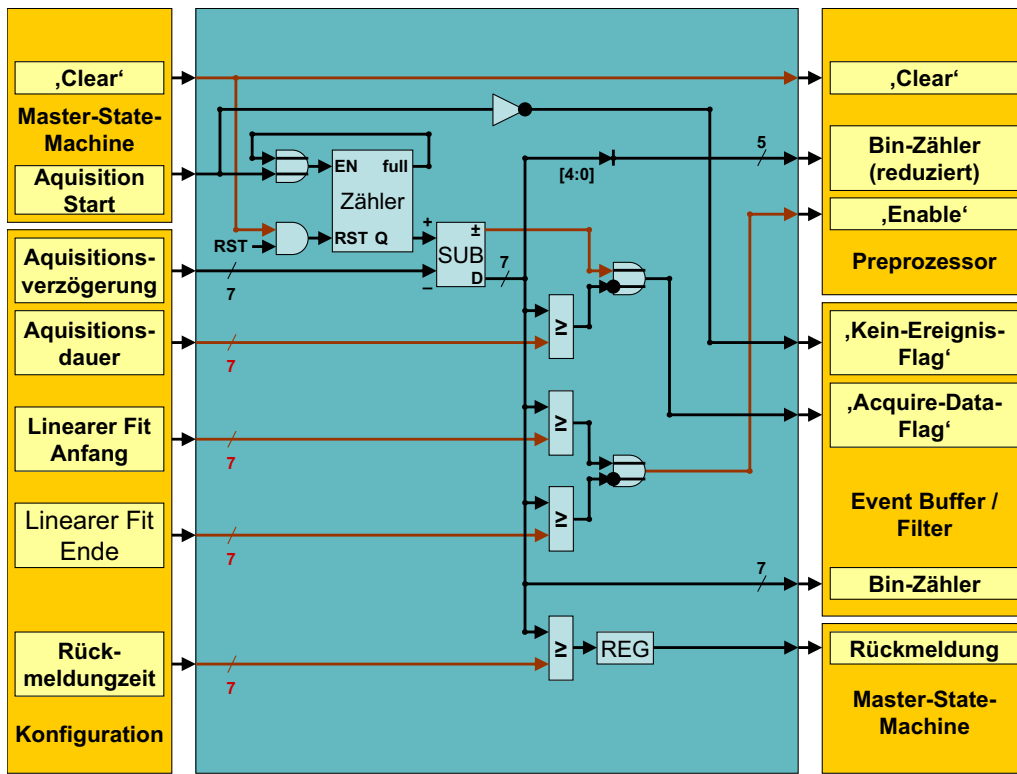 ‚Clear‘
Master-State-
Machine
Aquisition
Start
Aquisitions-
verzögerung
Aquisitions-
dauer
Linearer Fit
Anfang
Linearer Fit
Ende
Rück-
meldungzeit
Konfiguration
EN full
Zähler
RST Q
RST
+
±
SUB
D
–
7
7
[4:0]
5
≥
7
≥
7
≥
7
7
≥
7
REG
‚Clear‘
Bin-Zähler
(reduziert)
‚Enable‘
Preprozessor
‚Kein-Ereignis-
Flag‘
‚Acquire-Data-
Flag‘
Event Buffer /
Filter
Bin-Zähler
Rückmeldung
Master-State-
Machine